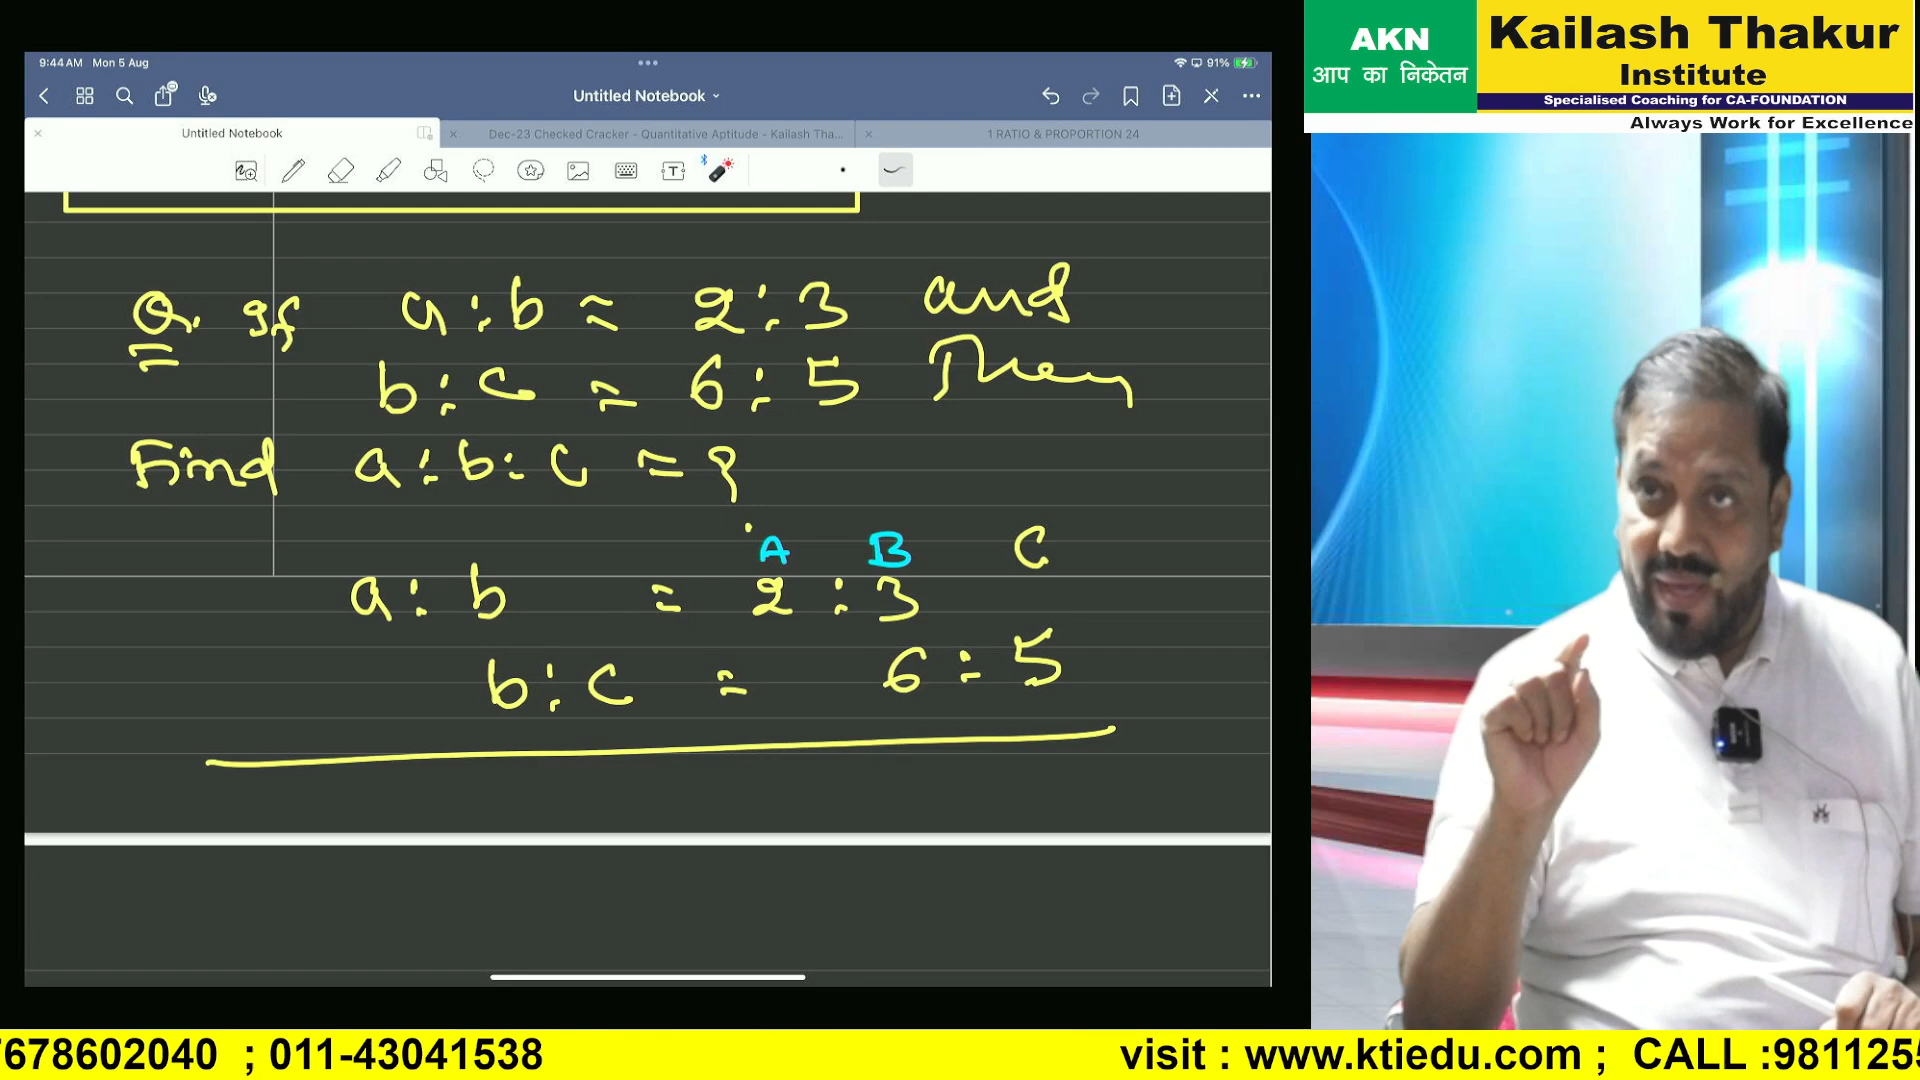 AKN
आप का निकेतन
Kailash Thakur
Institute
Specialised Coaching for CA-FOUNDATION
Always Work for Excellence
9:44 AM Mon 5 Aug
91%
Untitled Notebook
Untitled Notebook
Dec-23 Checked Cracker - Quantitative Aptitude - Kailash Tha...
1 RATIO & PROPORTION 24
Q. If a : b = 2 : 3 and
b : c = 6 : 5 Then
Find a : b : c = ?
A B C
a : b = 2 : 3
b : c = 6 : 5
7678602040 ; 011-43041538
visit : www.ktiedu.com ; CALL :9811255